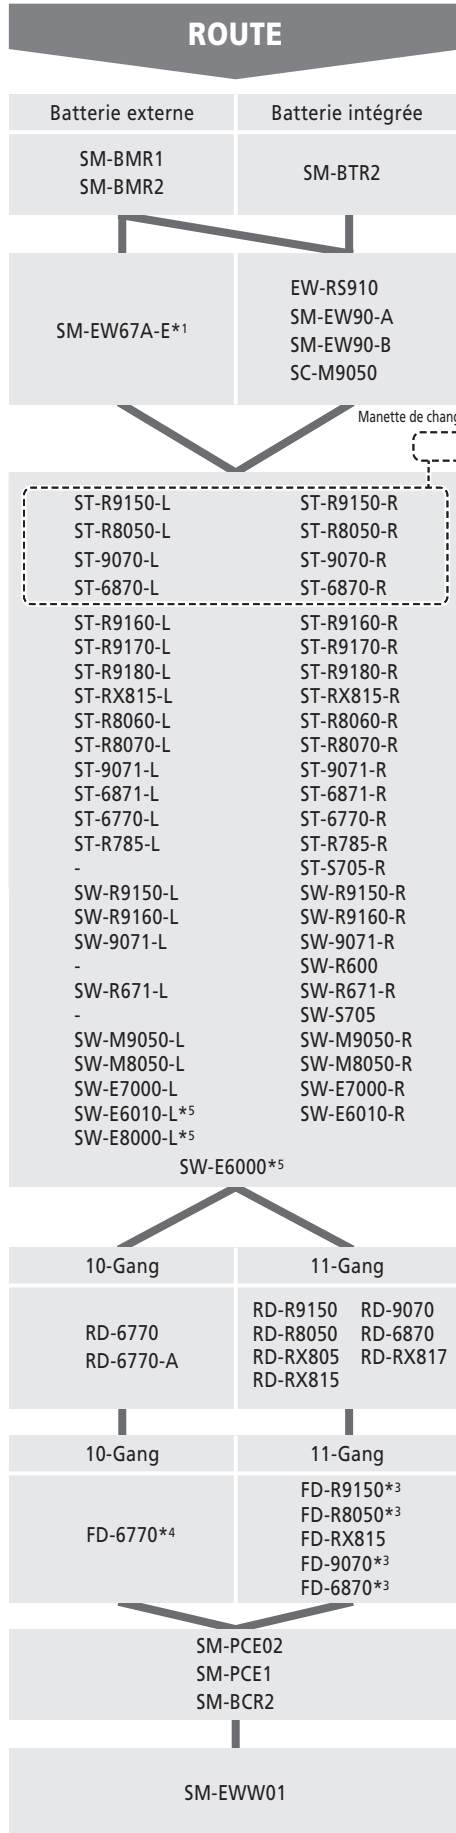 ROUTE
Batterie externe
Batterie intégrée
SM-BMR1
SM-BMR2
SM-BTR2
SM-EW67A-E*1
EW-RS910
SM-EW90-A
SM-EW90-B
SC-M9050
Manette de chang
ST-R9150-L ST-R9150-R
ST-R8050-L ST-R8050-R
ST-9070-L ST-9070-R
ST-6870-L ST-6870-R
ST-R9160-L ST-R9160-R
ST-R9170-L ST-R9170-R
ST-R9180-L ST-R9180-R
ST-RX815-L ST-RX815-R
ST-R8060-L ST-R8060-R
ST-R8070-L ST-R8070-R
ST-9071-L ST-9071-R
ST-6871-L ST-6871-R
ST-6770-L ST-6770-R
ST-R785-L ST-R785-R
- ST-S705-R
SW-R9150-L SW-R9150-R
SW-R9160-L SW-R9160-R
SW-9071-L SW-9071-R
- SW-R600
SW-R671-L SW-R671-R
- SW-S705
SW-M9050-L SW-M9050-R
SW-M8050-L SW-M8050-R
SW-E7000-L SW-E7000-R
SW-E6010-L*5 SW-E6010-R
SW-E8000-L*5
SW-E6000*5
10-Gang
11-Gang
RD-6770
RD-6770-A
RD-R9150 RD-9070
RD-R8050 RD-6870
RD-RX805 RD-RX817
RD-RX815
10-Gang
11-Gang
FD-6770*4
FD-R9150*3
FD-R8050*3
FD-RX815
FD-9070*3
FD-6870*3
SM-PCE02
SM-PCE1
SM-BCR2
SM-EWW01